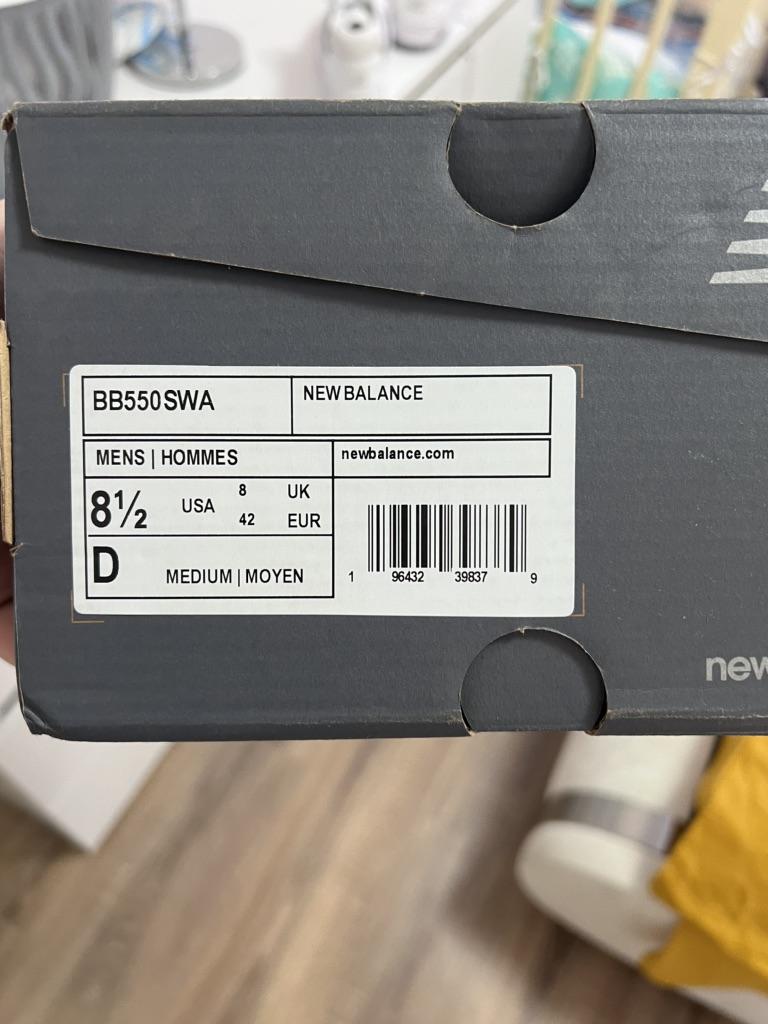 BB550SWA
NEW BALANCE
MENS | HOMMES
newbalance.com
8½ USA 8 UK
42 EUR
D MEDIUM | MOYEN
1 96432 39837 9
new